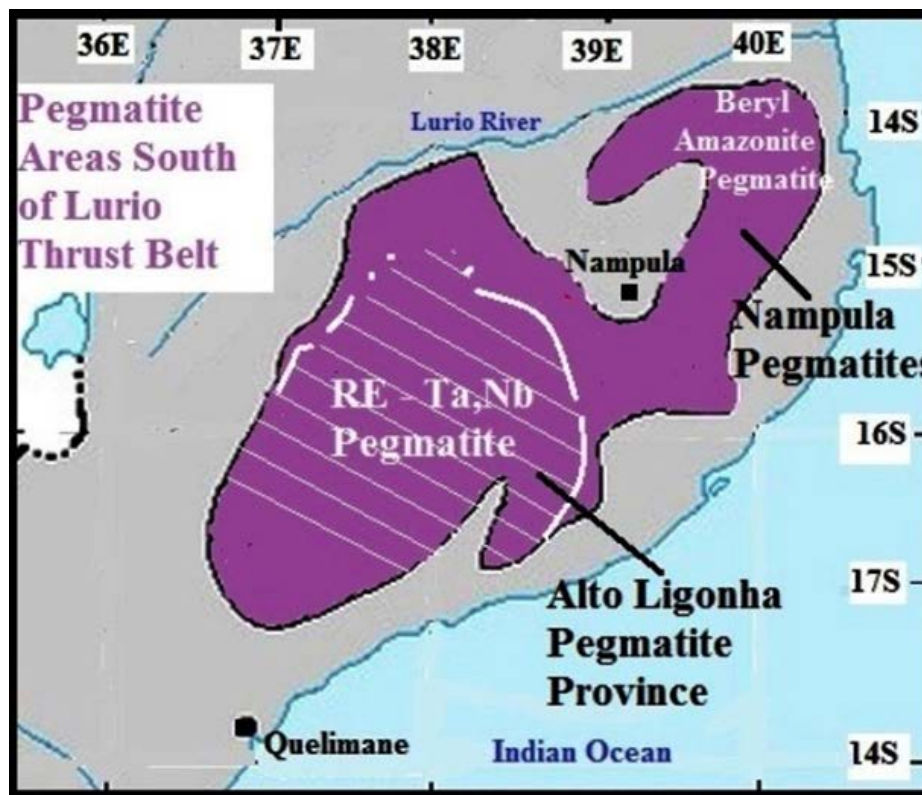 36E
37E
38E
39E
40E
Pegmatite
Areas South
of Lurio
Thrust Belt
Lurio River
Beryl
Amazonite
Pegmatite
14S
15S
Nampula
Nampula
Pegmatites
RE - Ta,Nb
Pegmatite
16S
17S
Alto Ligonha
Pegmatite
Province
Quelimane
Indian Ocean
14S